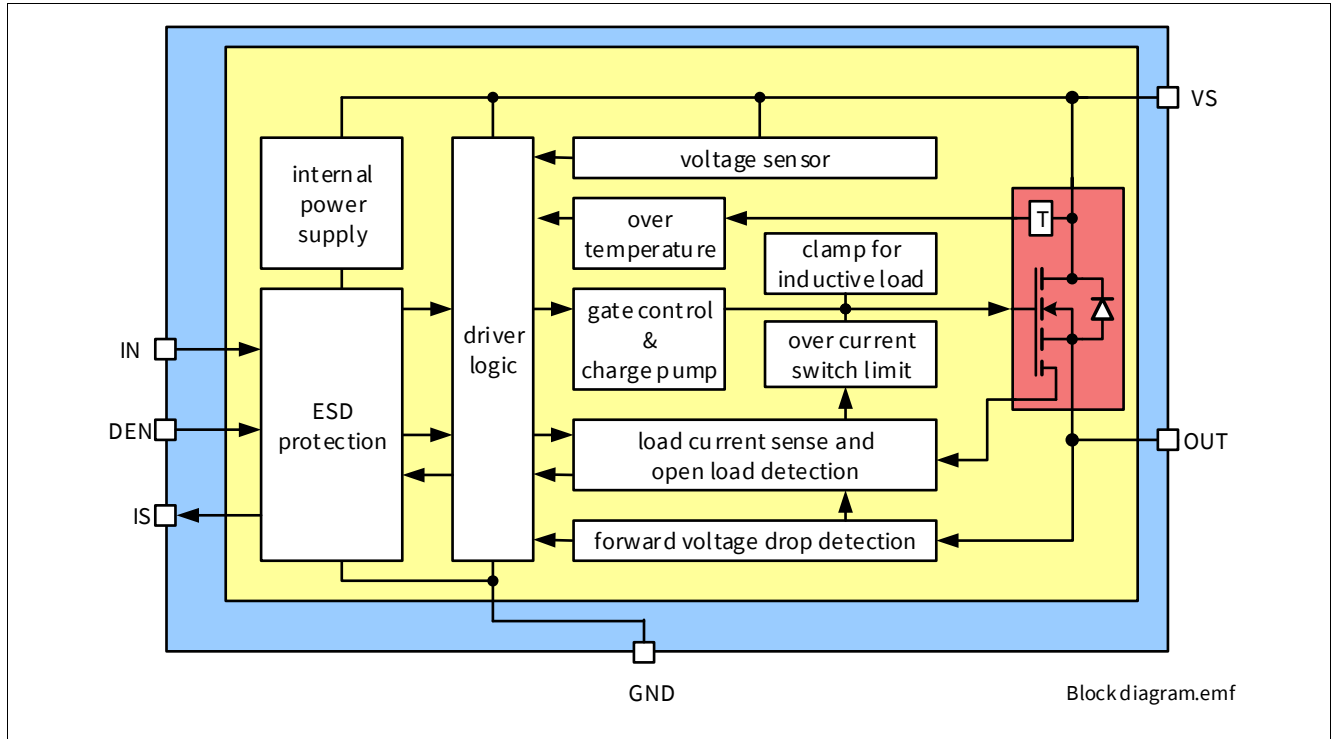 VS
voltage sensor
internal
power
supply
over
temperature
T
clamp for
inductive load
gate control
&
charge pump
driver
logic
over current
switch limit
IN
ESD
protection
DEN
load current sense and
open load detection
OUT
IS
forward voltage drop detection
GND
Block diagram.emf